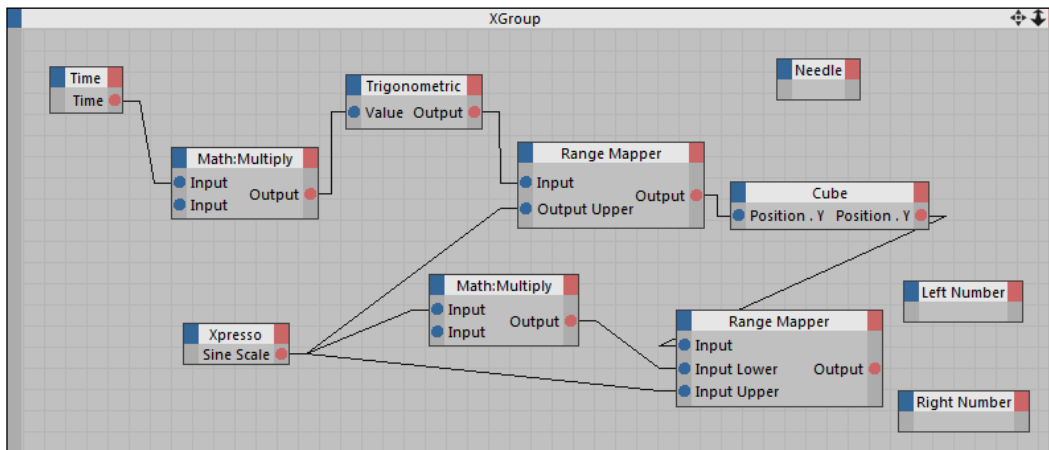 XGroup
Time
Time
Math:Multiply
Input
Input
Output
Trigonometric
Value Output
Range Mapper
Input
Output Upper
Output
Needle
Cube
Position . Y Position . Y
Xpresso
Sine Scale
Math:Multiply
Input
Input
Output
Range Mapper
Input
Input Lower
Output
Input Upper
Left Number
Right Number